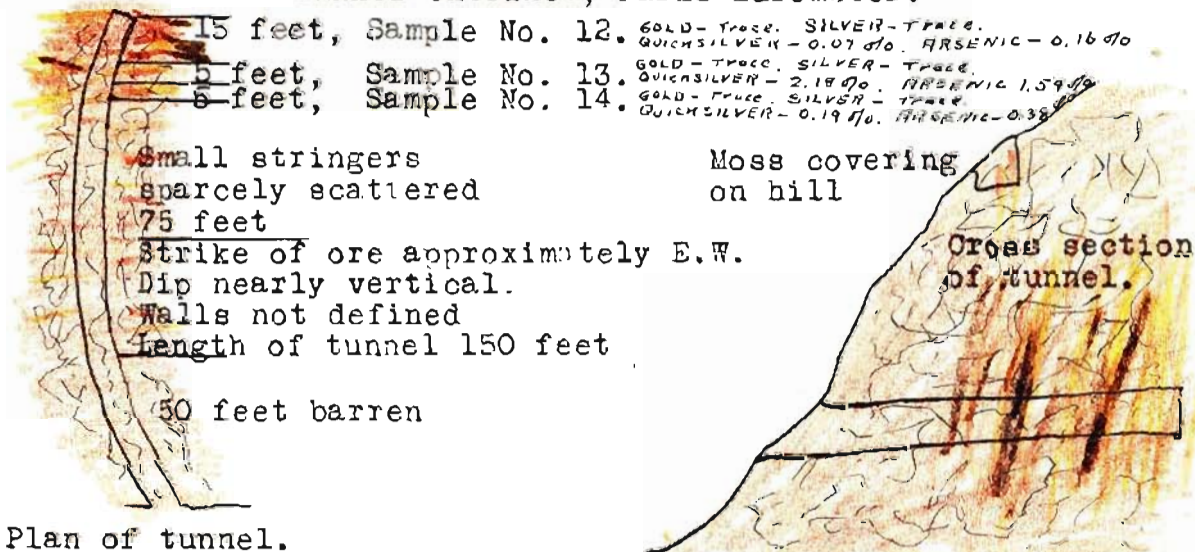 15 feet, Sample No. 12. GOLD - Trace. SILVER - Trace.
QUICKSILVER - 0.07 %. ARSENIC - 0.16 %
5 feet, Sample No. 13. GOLD - Trace. SILVER - Trace
QUICKSILVER - 2.18 %. ARSENIC 1.59 %
feet, Sample No. 14. GOLD - Trace. SILVER - Trace.
QUICKSILVER - 0.19 %. ARSENIC - 0.38
Small stringers
sparcely scattered
75 feet
Strike of ore approximately E.W.
Dip nearly vertical.
Walls not defined
Length of tunnel 150 feet
50 feet barren
Plan of tunnel.
Moss covering
on hill
Cross section
of tunnel.